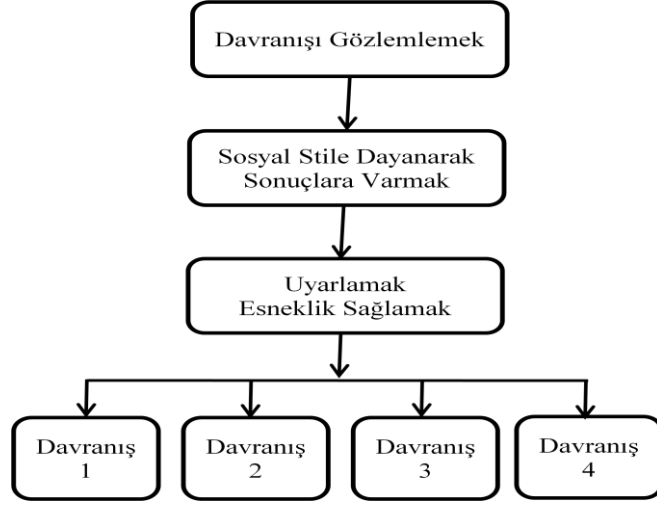 Davranışı Gözlemlemek
Sosyal Stile Dayanarak
Sonuçlara Varmak
Uyarlamak
Esneklik Sağlamak
Davranış
1
Davranış
2
Davranış
3
Davranış
4